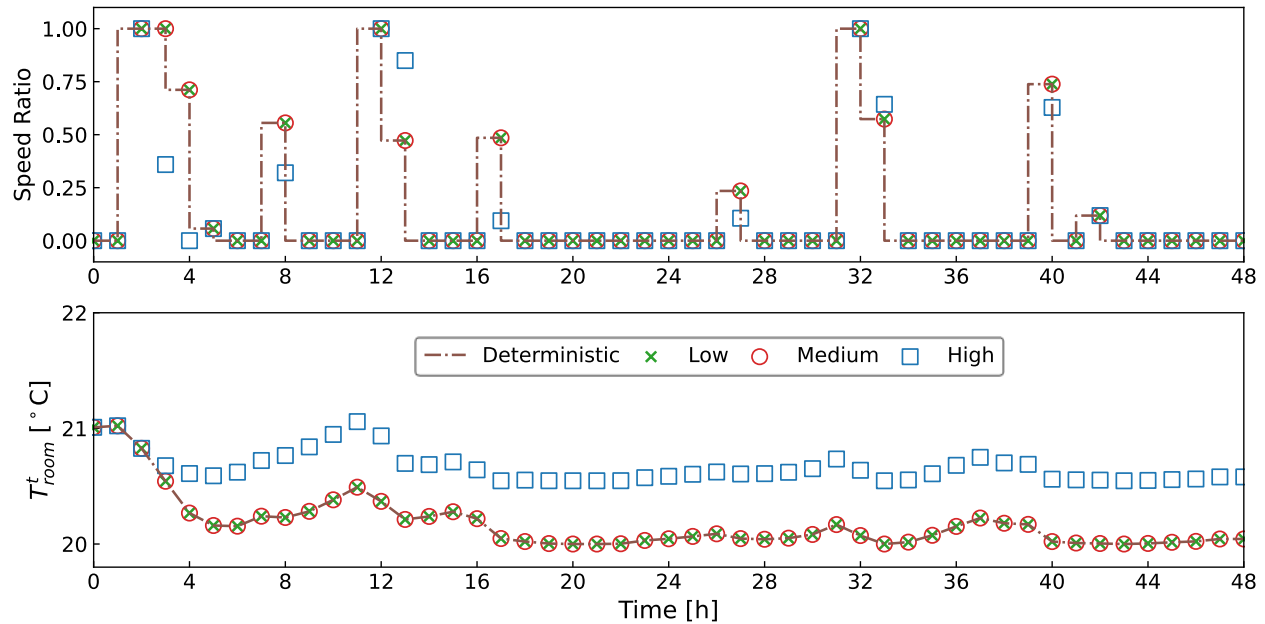 1.00
0.75
0.50
0.25
0.00
Speed Ratio
0 4 8 12 16 20 24 28 32 36 40 44 48
22
21
20
T^t_room [°C]
Deterministic Low Medium High
0 4 8 12 16 20 24 28 32 36 40 44 48
Time [h]